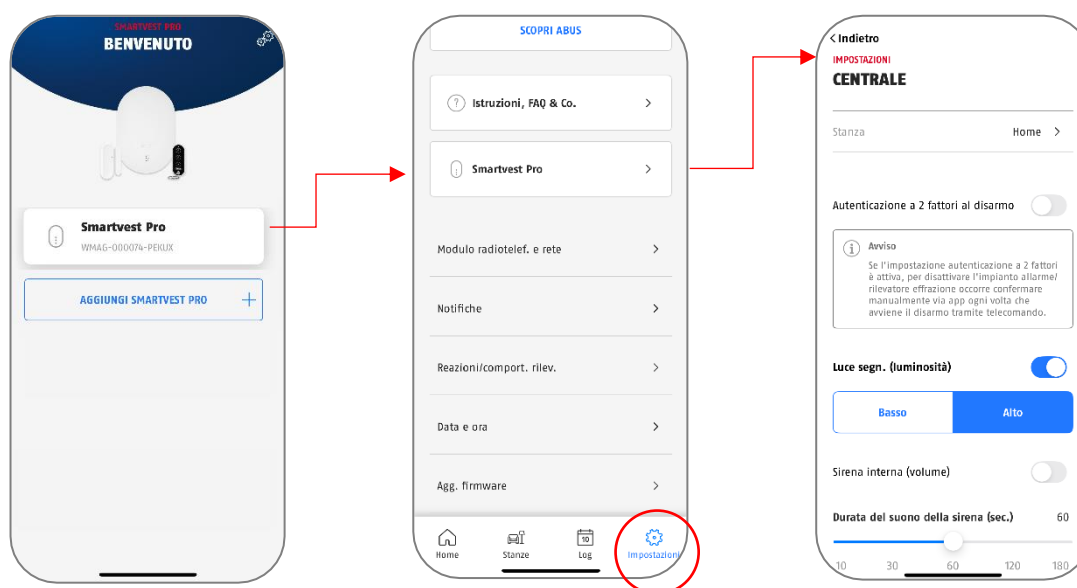 SMARTVEST PRO
BENVENUTO
S
Smartvest Pro
WMAG-000074-PEKUX
AGGIUNGI SMARTVEST PRO
SCOPRI ABUS
? Istruzioni, FAQ & Co.
Smartvest Pro
Modulo radiotelef. e rete
Notifiche
Reazioni/comport. rilev.
Data e ora
Agg. firmware
10
Home Stanze Log Impostazioni
< Indietro
IMPOSTAZIONI
CENTRALE
Stanza Home
Autenticazione a 2 fattori al disarmo
i Avviso
Se l'impostazione autenticazione a 2 fattori
è attiva, per disattivare l'impianto allarme/
rilevatore effrazione occorre confermare
manualmente via app ogni volta che
avviene il disarmo tramite telecomando.
Luce segn. (luminosità)
Basso Alto
Sirena interna (volume)
Durata del suono della sirena (sec.) 60
10 30 60 120 180